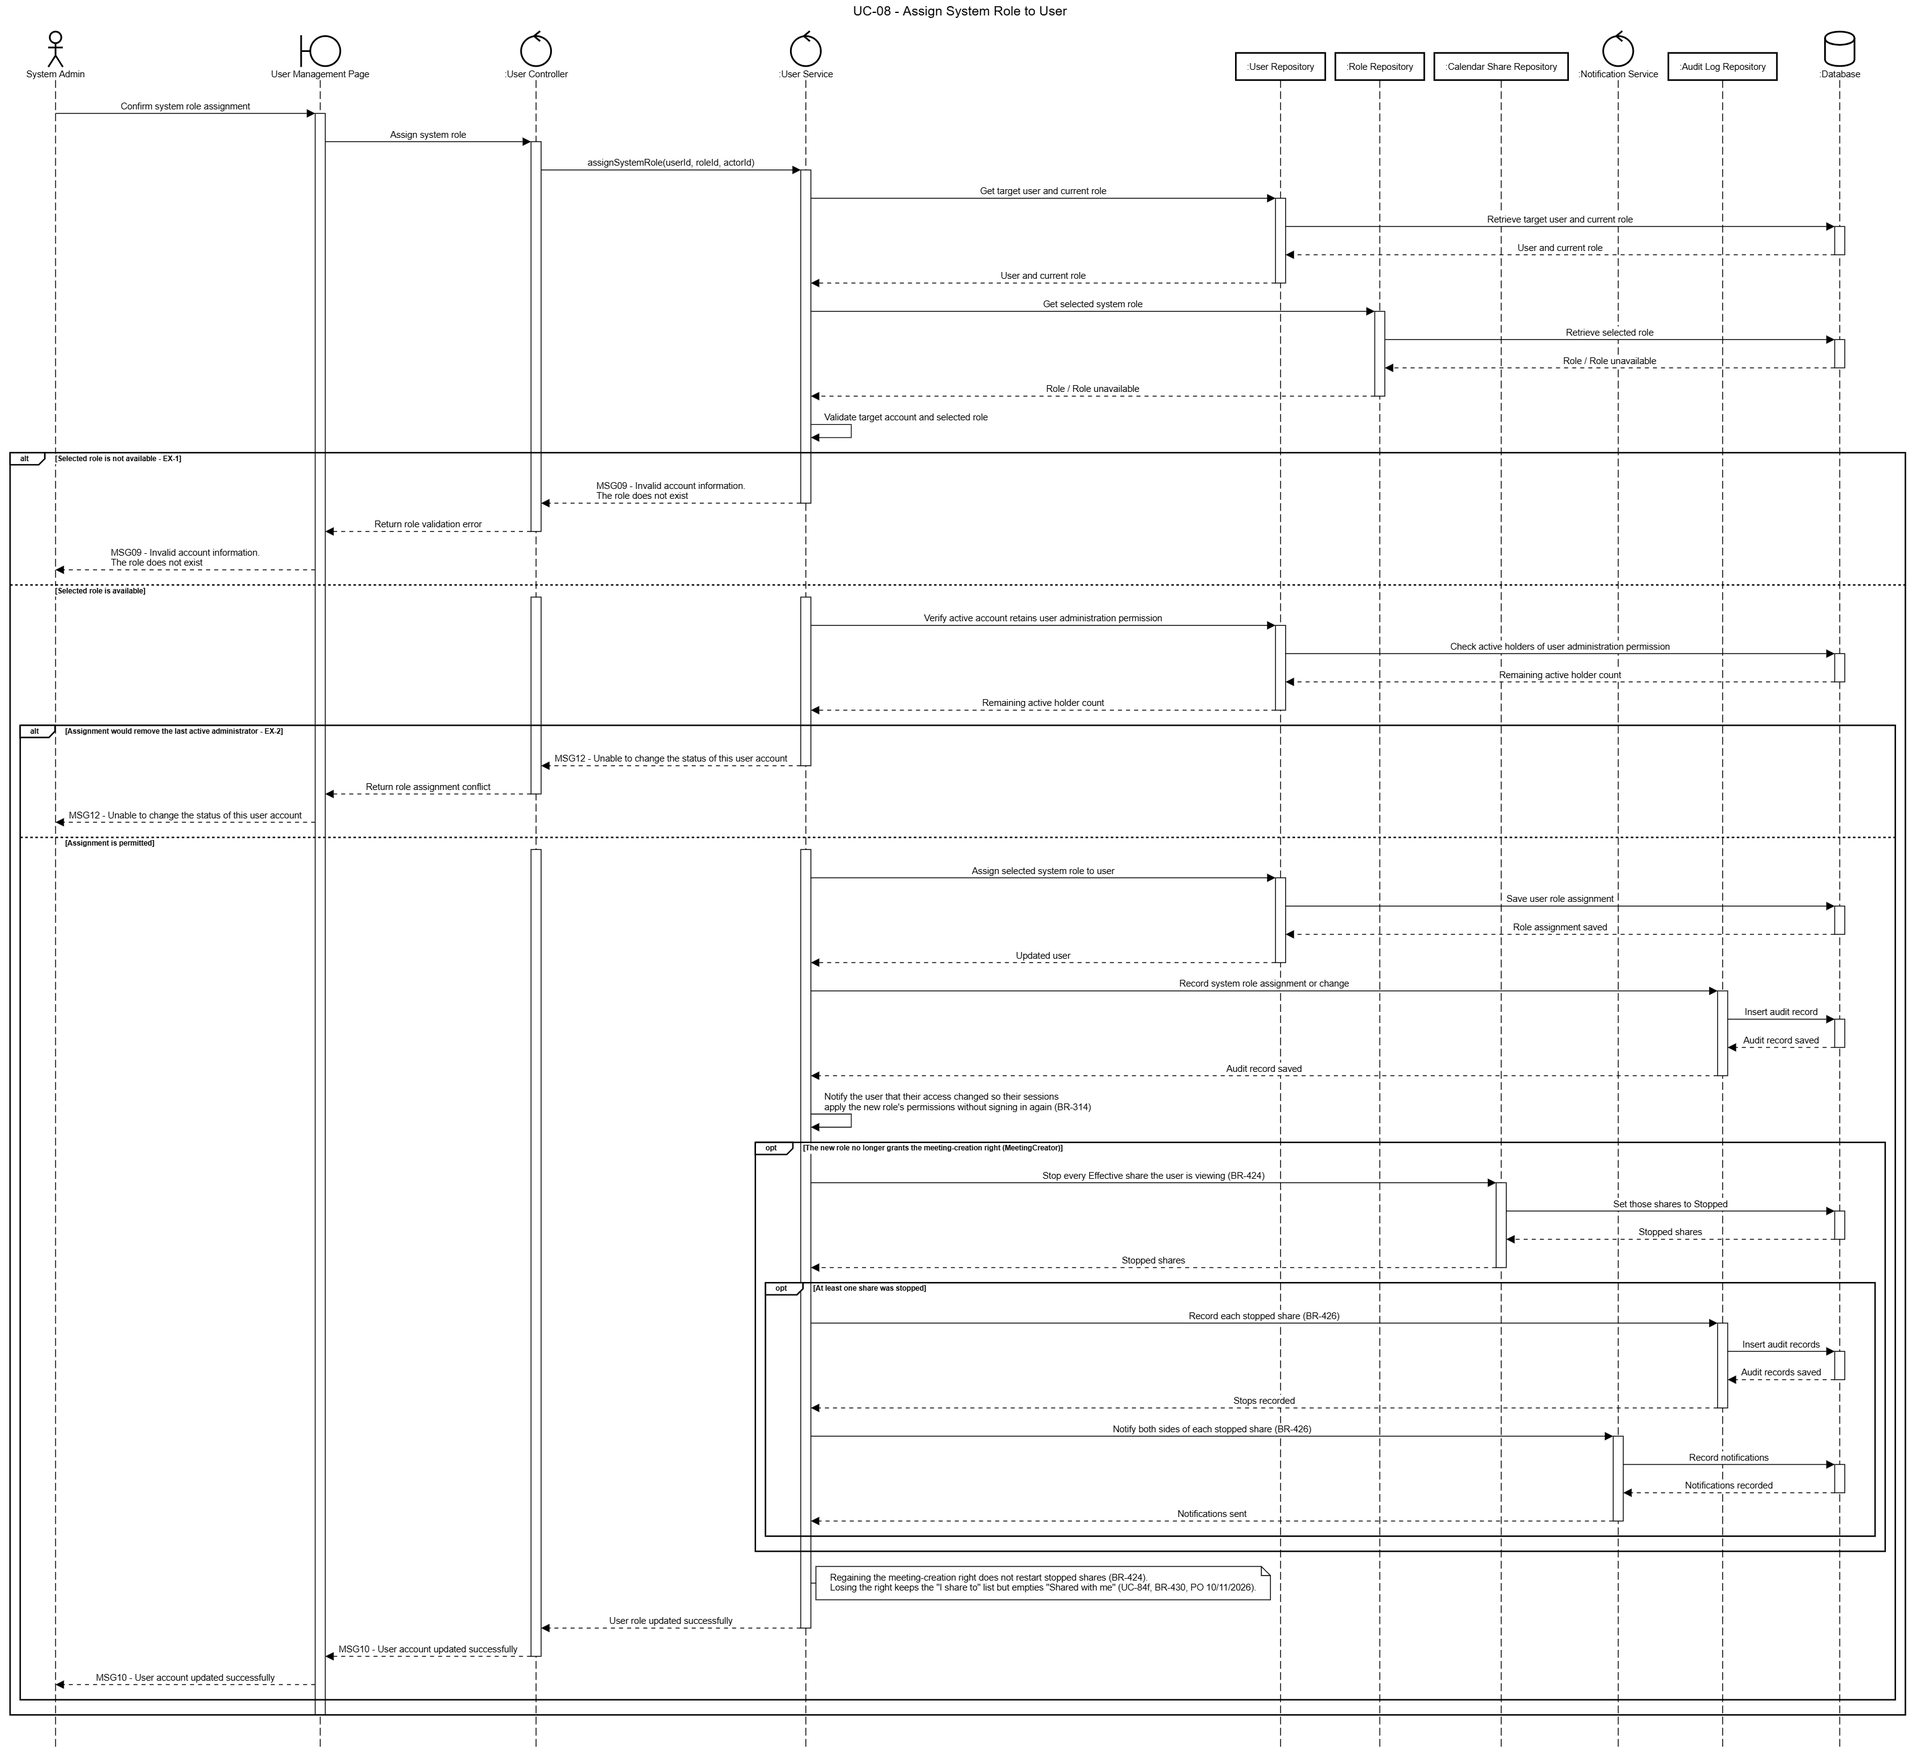 UC-08 - Assign System Role to User
System Admin
User Management Page
:User Controller
:User Service
:User Repository
:Role Repository
:Calendar Share Repository
:Notification Service
:Audit Log Repository
:Database
Confirm system role assignment
Assign system role
assignSystemRole(userId, roleId, actorId)
Get target user and current role
Retrieve target user and current role
User and current role
User and current role
Get selected system role
Retrieve selected role
Role / Role unavailable
Role / Role unavailable
Validate target account and selected role
alt
[Selected role is not available - EX-1]
MSG09 - Invalid account information.
The role does not exist
Return role validation error
MSG09 - Invalid account information.
The role does not exist
[Selected role is available]
Verify active account retains user administration permission
Check active holders of user administration permission
Remaining active holder count
Remaining active holder count
alt
[Assignment would remove the last active administrator - EX-2]
MSG12 - Unable to change the status of this user account
Return role assignment conflict
MSG12 - Unable to change the status of this user account
[Assignment is permitted]
Assign selected system role to user
Save user role assignment
Role assignment saved
Updated user
Record system role assignment or change
Insert audit record
Audit record saved
Audit record saved
Notify the user that their access changed so their sessions
apply the new role's permissions without signing in again (BR-314)
opt
[The new role no longer grants the meeting-creation right (MeetingCreator)]
Stop every Effective share the user is viewing (BR-424)
Set those shares to Stopped
Stopped shares
Stopped shares
opt
[At least one share was stopped]
Record each stopped share (BR-426)
Insert audit records
Audit records saved
Stops recorded
Notify both sides of each stopped share (BR-426)
Record notifications
Notifications recorded
Notifications sent
Regaining the meeting-creation right does not restart stopped shares (BR-424).
Losing the right keeps the "I share to" list but empties "Shared with me" (UC-84f, BR-430, PO 10/11/2026).
User role updated successfully
MSG10 - User account updated successfully
MSG10 - User account updated successfully